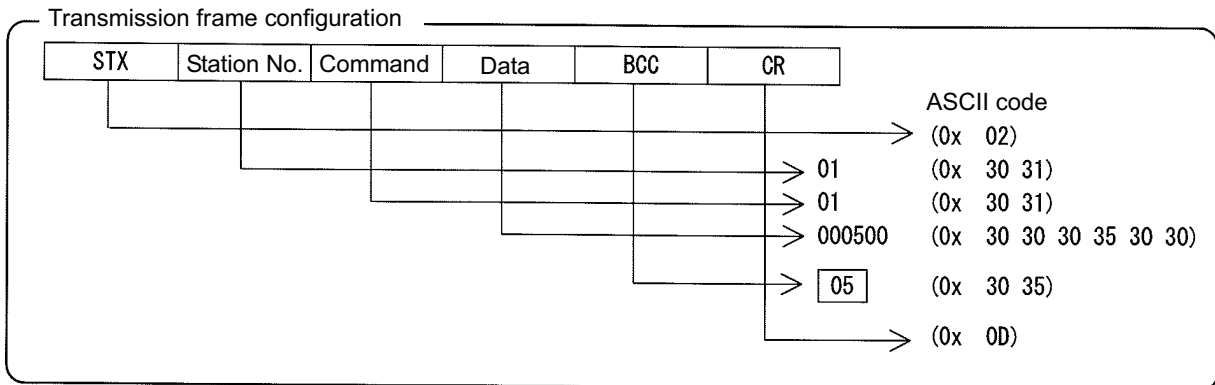 Transmission frame configuration
STX Station No. Command Data BCC CR
ASCII code
(0x 02)
01 (0x 30 31)
01 (0x 30 31)
000500 (0x 30 30 30 35 30 30)
05 (0x 30 35)
(0x 0D)